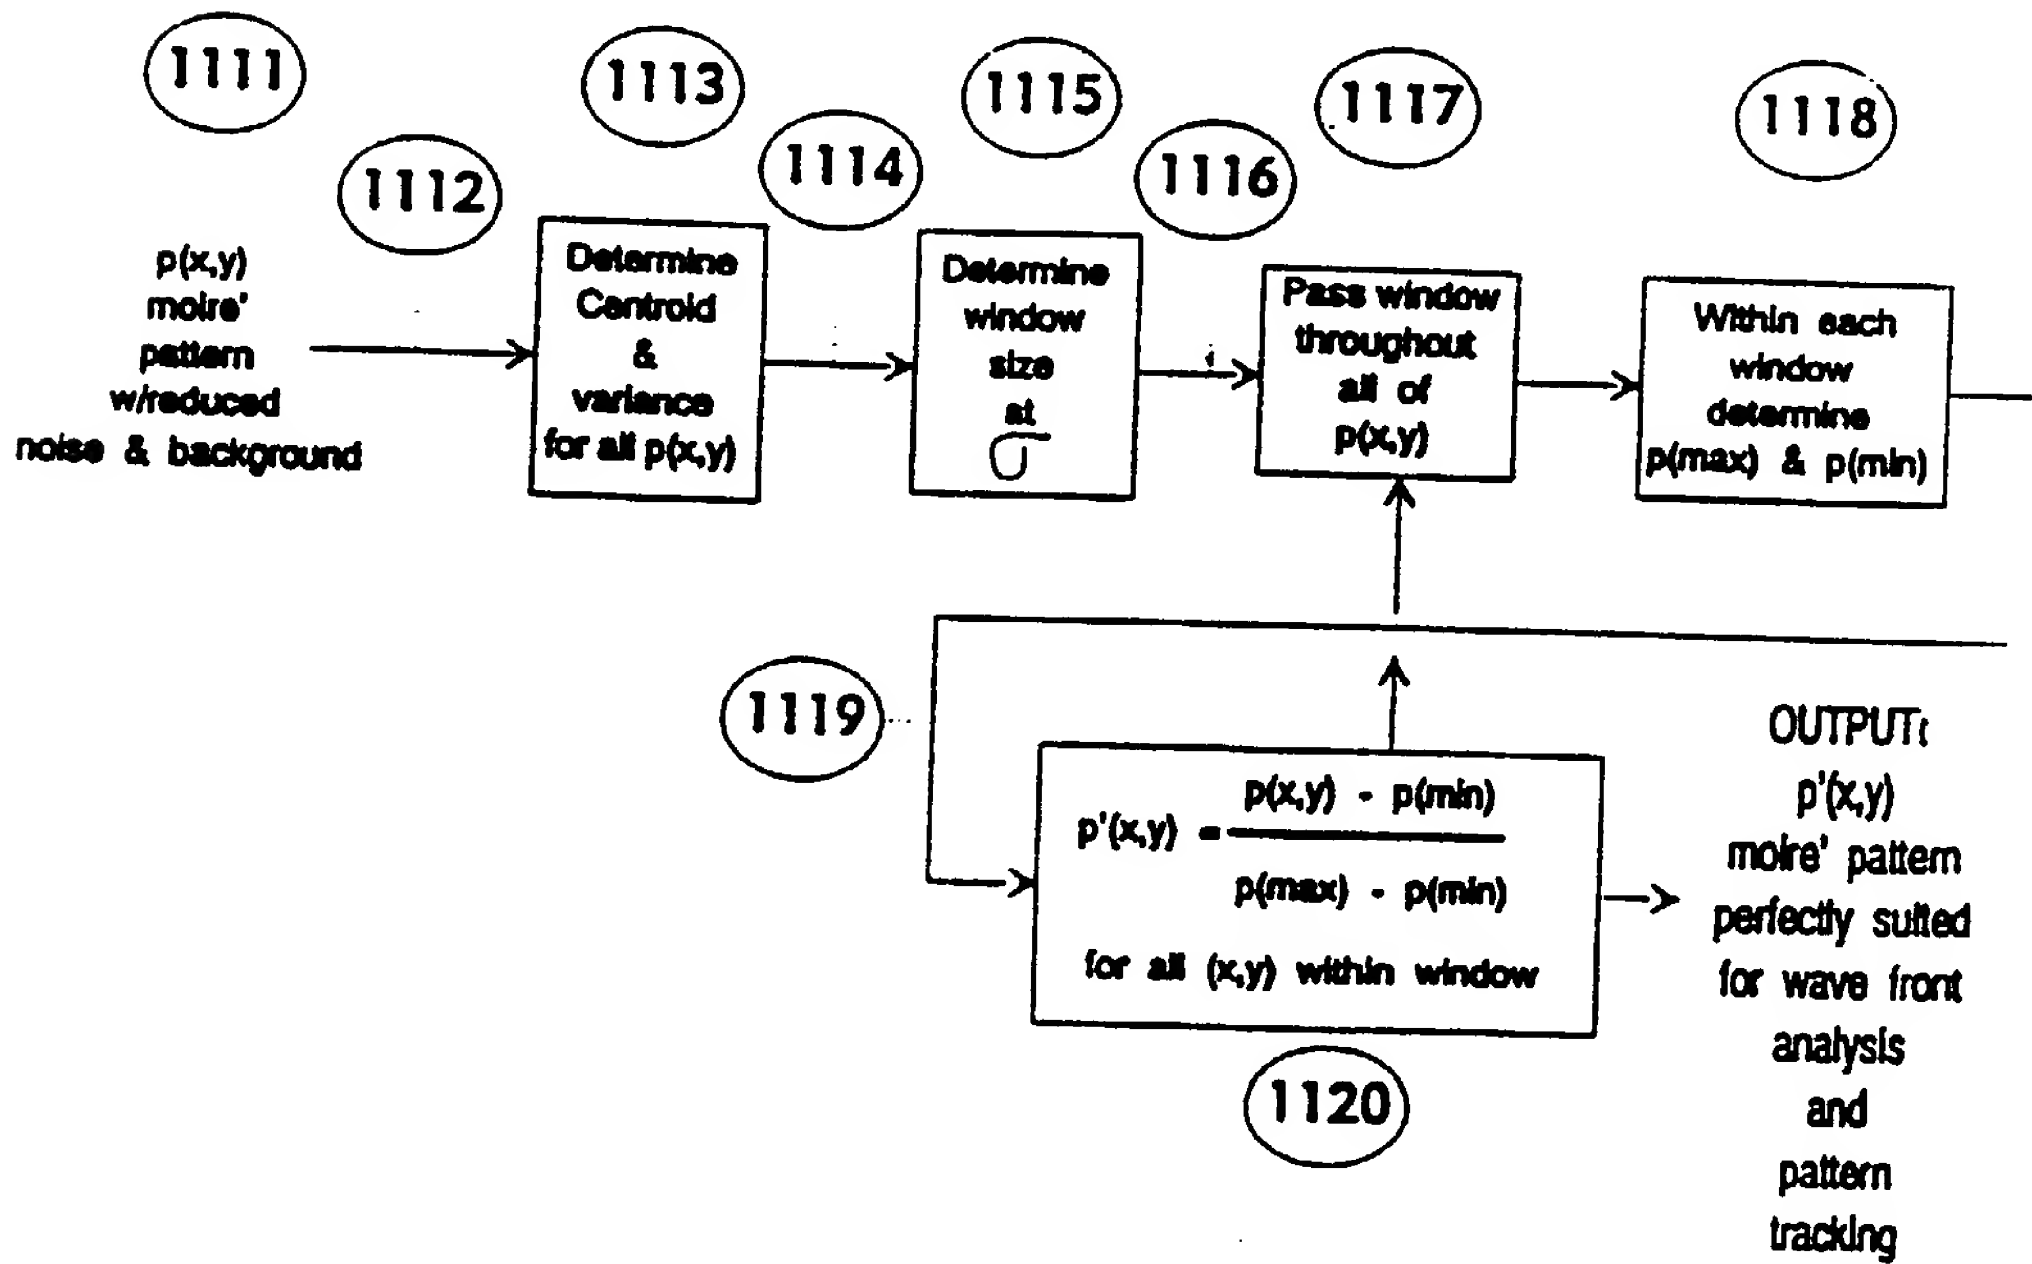 1111
1112
1113
1114
1115
1116
1117
1118
p(x,y)
moire'
pattern
w/reduced
noise & background
Determine
Centroid
&
variance
for all p(x,y)
Determine
window
size
at
σ
Pass window
throughout
all of
p(x,y)
Within each
window
determine
p(max) & p(min)
1119
p(x,y) - p(min)
p'(x,y) =
p(max) - p(min)
for all (x,y) within window
1120
OUTPUT:
p'(x,y)
moire' pattern
perfectly suited
for wave front
analysis
and
pattern
tracking